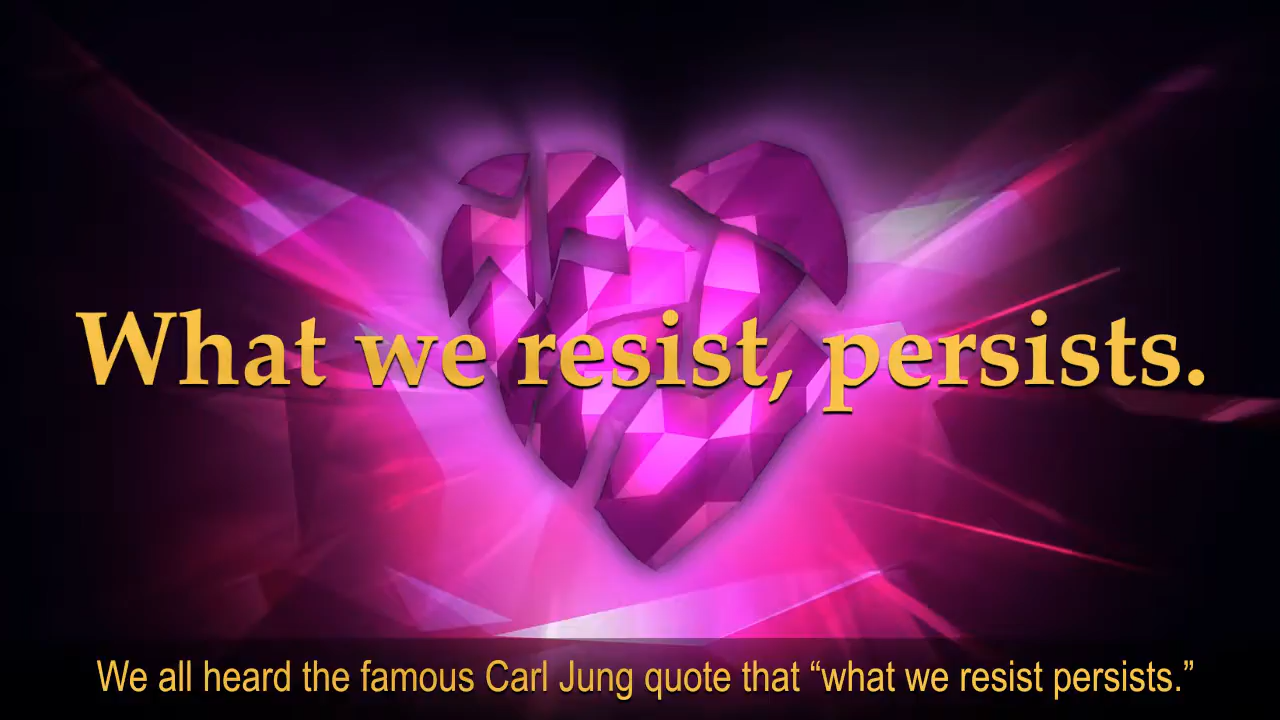 What we resist, persists.
We all heard the famous Carl Jung quote that “what we resist persists.”